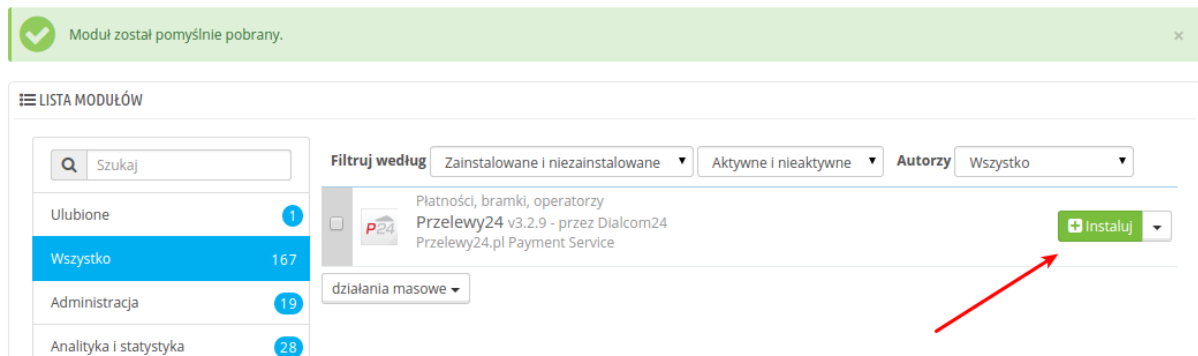 Moduł został pomyślnie pobrany.
×
LISTA MODUŁÓW
Szukaj
Ulubione 1
Wszystko 167
Administracja 19
Analityka i statystyka 28
Filtruj według Zainstalowane i niezainstalowane Aktywne i nieaktywne Autorzy Wszystko
Płatności, bramki, operatorzy
P24
Przelewy24 v3.2.9 - przez Dialcom24
Przelewy24.pl Payment Service
Instaluj
działania masowe